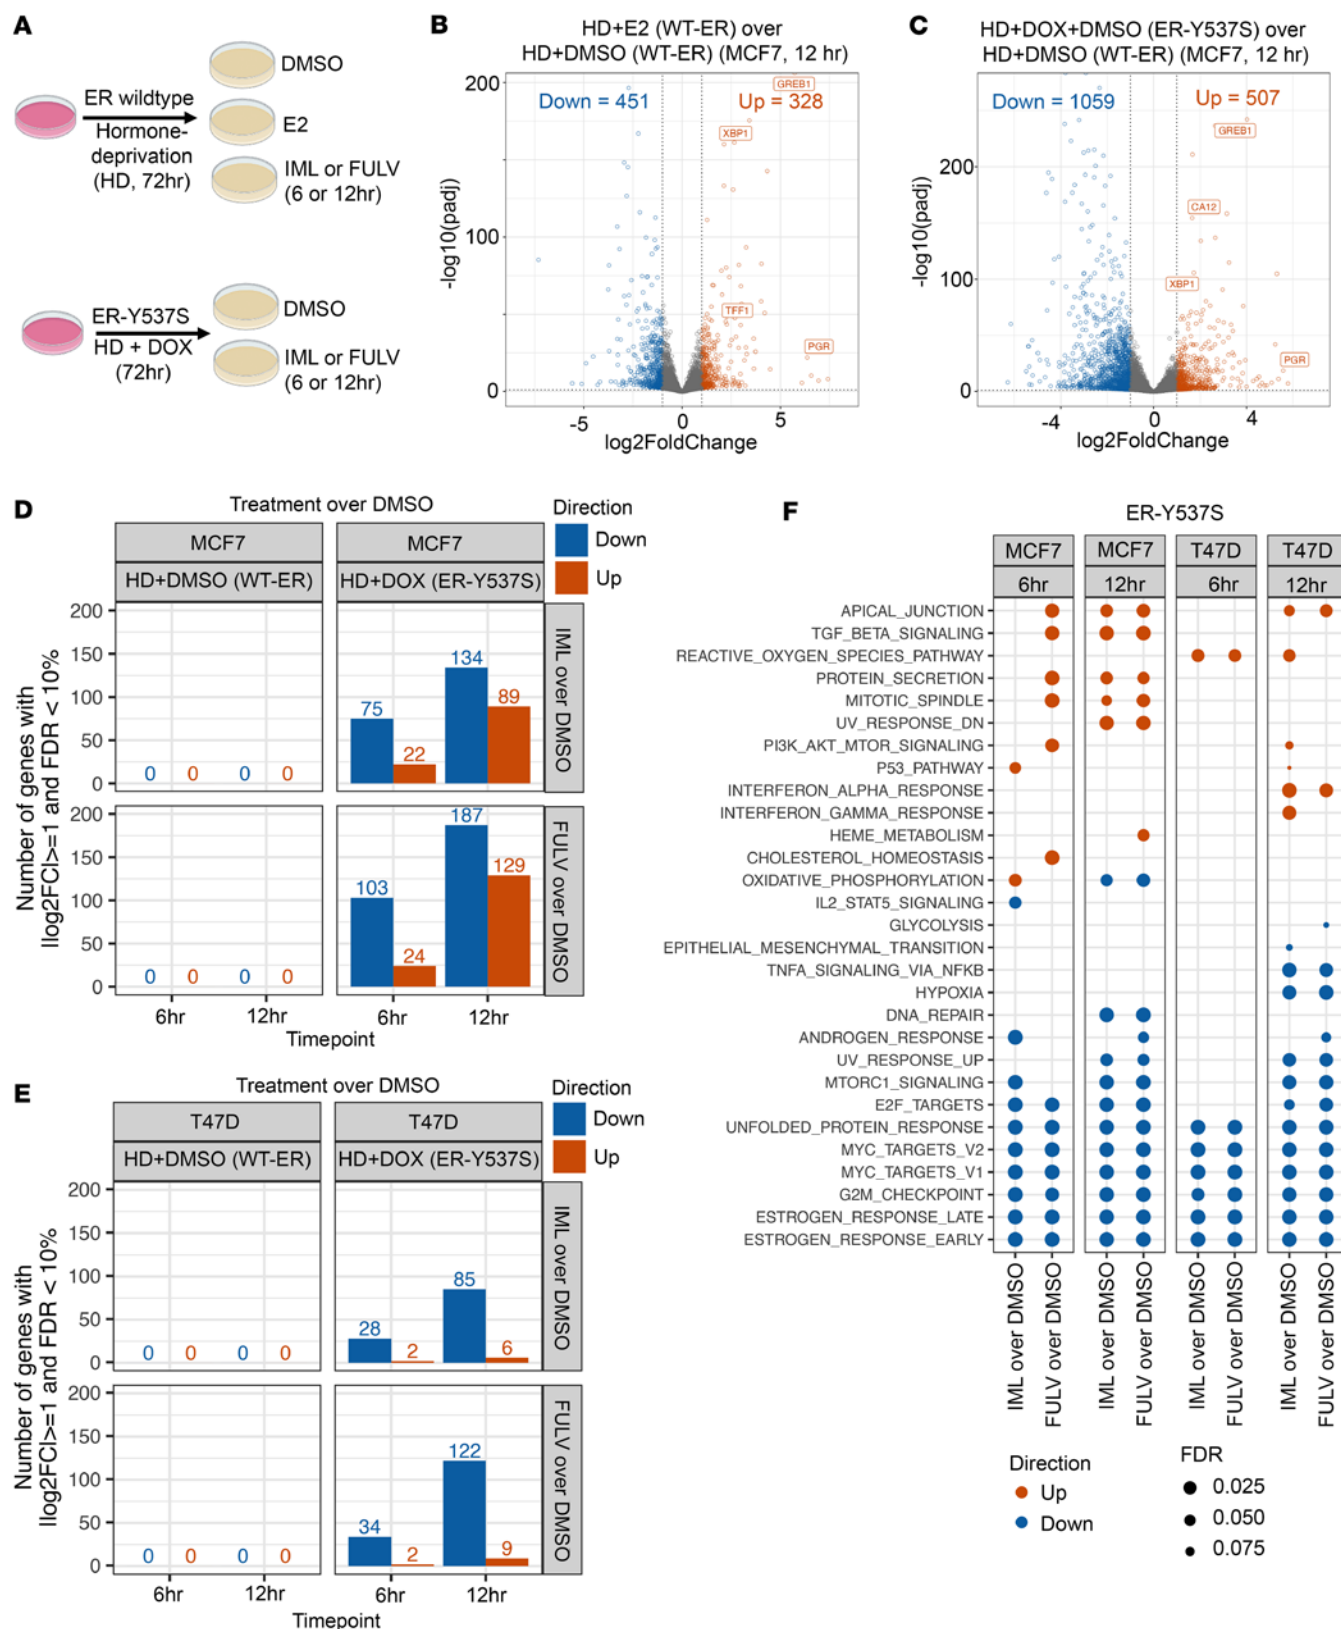 A
ER wildtype
Hormone-
deprivation
(HD, 72hr)
DMSO
E2
IML or FULV
(6 or 12hr)
ER-Y537S
HD + DOX
(72hr)
DMSO
IML or FULV
(6 or 12hr)
B
HD+E2 (WT-ER) over
HD+DMSO (WT-ER) (MCF7, 12 hr)
Down = 451
Up = 328
GREB1
XBP1
TFF1
PGR
200
100
0
-log10(padj)
-5
0
5
log2FoldChange
C
HD+DOX+DMSO (ER-Y537S) over
HD+DMSO (WT-ER) (MCF7, 12 hr)
Down = 1059
Up = 507
GREB1
CA12
XBP1
PGR
200
100
0
-log10(padj)
-4
0
4
log2FoldChange
D
Treatment over DMSO
Direction
Down
Up
MCF7
MCF7
HD+DMSO (WT-ER)
HD+DOX (ER-Y537S)
Number of genes with
|log2FC|>=1 and FDR < 10%
200
150
100
50
0
0 0 0 0
75
22
134
89
IML over DMSO
200
150
100
50
0
0 0 0 0
103
24
187
129
FULV over DMSO
6hr
12hr
6hr
12hr
Timepoint
E
Treatment over DMSO
Direction
Down
Up
T47D
T47D
HD+DMSO (WT-ER)
HD+DOX (ER-Y537S)
Number of genes with
|log2FC|>=1 and FDR < 10%
200
150
100
50
0
0 0 0 0
28
2
85
6
IML over DMSO
200
150
100
50
0
0 0 0 0
34
2
122
9
FULV over DMSO
6hr
12hr
6hr
12hr
Timepoint
F
ER-Y537S
MCF7
MCF7
T47D
T47D
6hr
12hr
6hr
12hr
APICAL_JUNCTION
TGF_BETA_SIGNALING
REACTIVE_OXYGEN_SPECIES_PATHWAY
PROTEIN_SECRETION
MITOTIC_SPINDLE
UV_RESPONSE_DN
PI3K_AKT_MTOR_SIGNALING
P53_PATHWAY
INTERFERON_ALPHA_RESPONSE
INTERFERON_GAMMA_RESPONSE
HEME_METABOLISM
CHOLESTEROL_HOMEOSTASIS
OXIDATIVE_PHOSPHORYLATION
IL2_STAT5_SIGNALING
GLYCOLYSIS
EPITHELIAL_MESENCHYMAL_TRANSITION
TNFA_SIGNALING_VIA_NFKB
HYPOXIA
DNA_REPAIR
ANDROGEN_RESPONSE
UV_RESPONSE_UP
MTORC1_SIGNALING
E2F_TARGETS
UNFOLDED_PROTEIN_RESPONSE
MYC_TARGETS_V2
MYC_TARGETS_V1
G2M_CHECKPOINT
ESTROGEN_RESPONSE_LATE
ESTROGEN_RESPONSE_EARLY
IML over DMSO
FULV over DMSO
IML over DMSO
FULV over DMSO
IML over DMSO
FULV over DMSO
IML over DMSO
FULV over DMSO
Direction
Up
Down
FDR
0.025
0.050
0.075